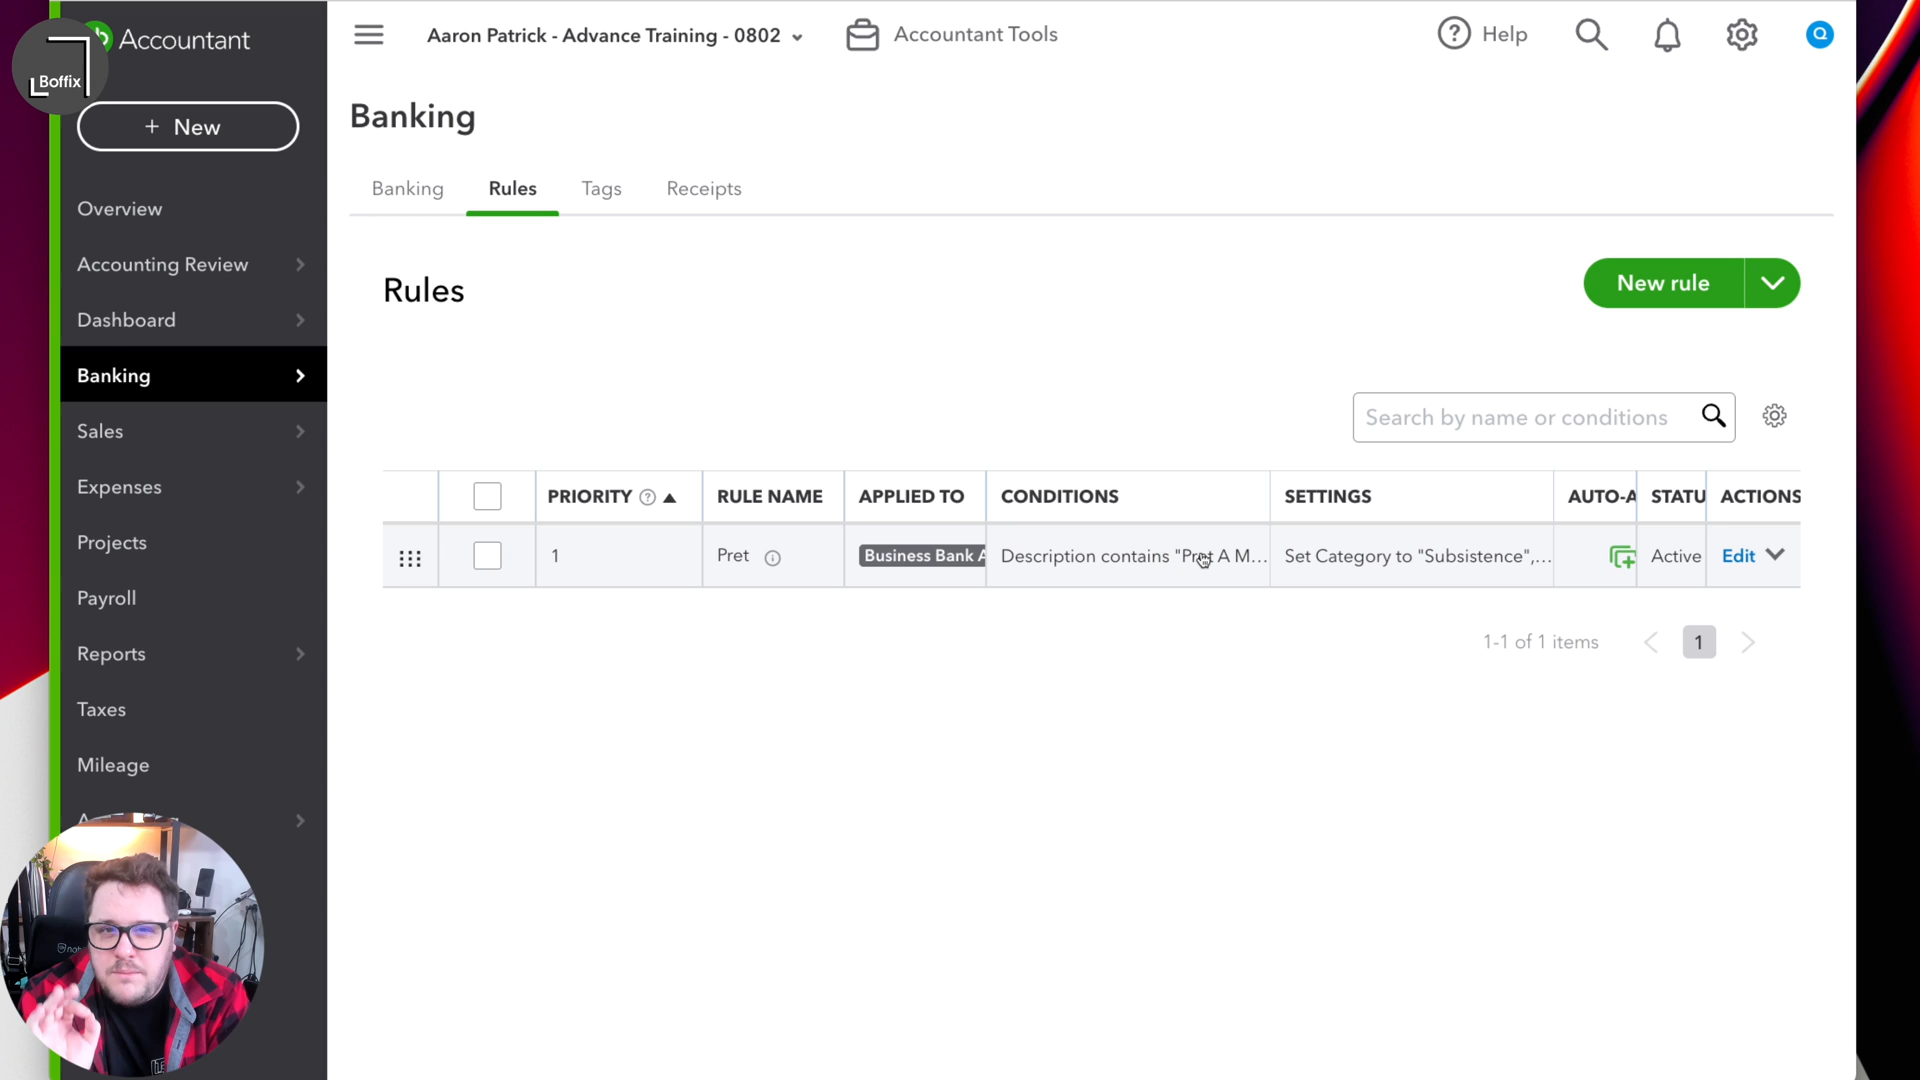 Accountant
Boffix
+ New
Overview
Accounting Review
Dashboard
Banking
Sales
Expenses
Projects
Payroll
Reports
Taxes
Mileage
Aaron Patrick - Advance Training - 0802
Accountant Tools
Help
Banking
Banking Rules Tags Receipts
Rules
New rule
Search by name or conditions
PRIORITY RULE NAME APPLIED TO CONDITIONS SETTINGS AUTO-A STATU ACTIONS
1 Pret Business Bank A Description contains "Pret A M... Set Category to "Subsistence",... Active Edit
1-1 of 1 items 1